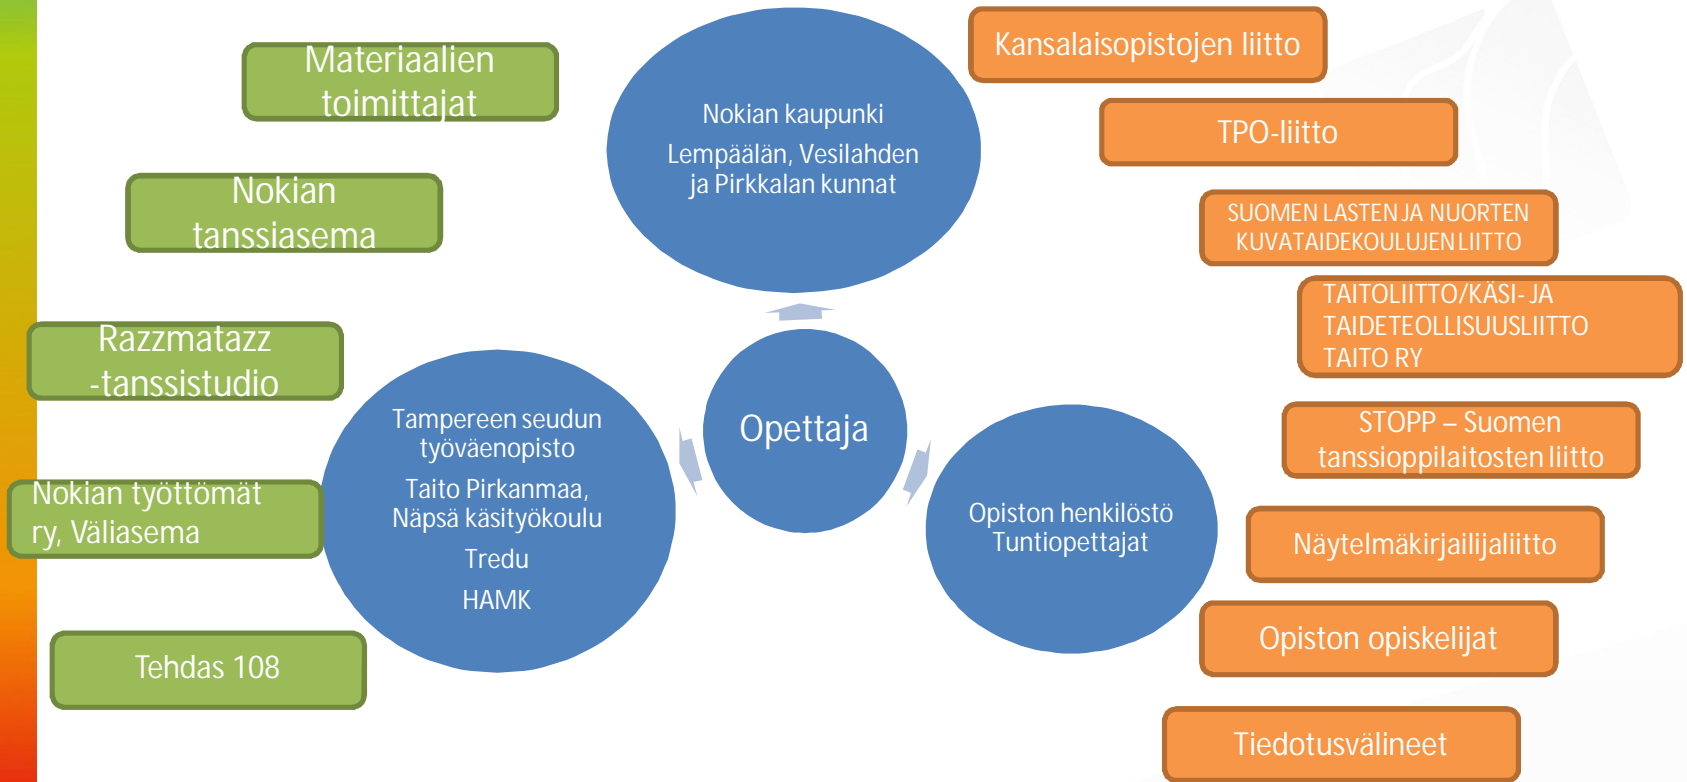 Materiaalien
toimittajat
Nokian
tanssiasema
Razzmatazz
-tanssistudio
Nokian työttömät
ry, Väliasema
Tehdas 108
Nokian kaupunki
Lempäälän, Vesilahden
ja Pirkkalan kunnat
Opettaja
Tampereen seudun
työväenopisto
Taito Pirkanmaa,
Näpsä käsityökoulu
Tredu
HAMK
Opiston henkilöstö
Tuntiopettajat
Kansalaisopistojen liitto
TPO-liitto
SUOMEN LASTEN JA NUORTEN
KUVATAIDEKOULUJEN LIITTO
TAITOLIITTO/KÄSI- JA
TAIDETEOLLISUUSLIITTO
TAITO RY
STOPP – Suomen
tanssioppilaitosten liitto
Näytelmäkirjailijaliitto
Opiston opiskelijat
Tiedotusvälineet